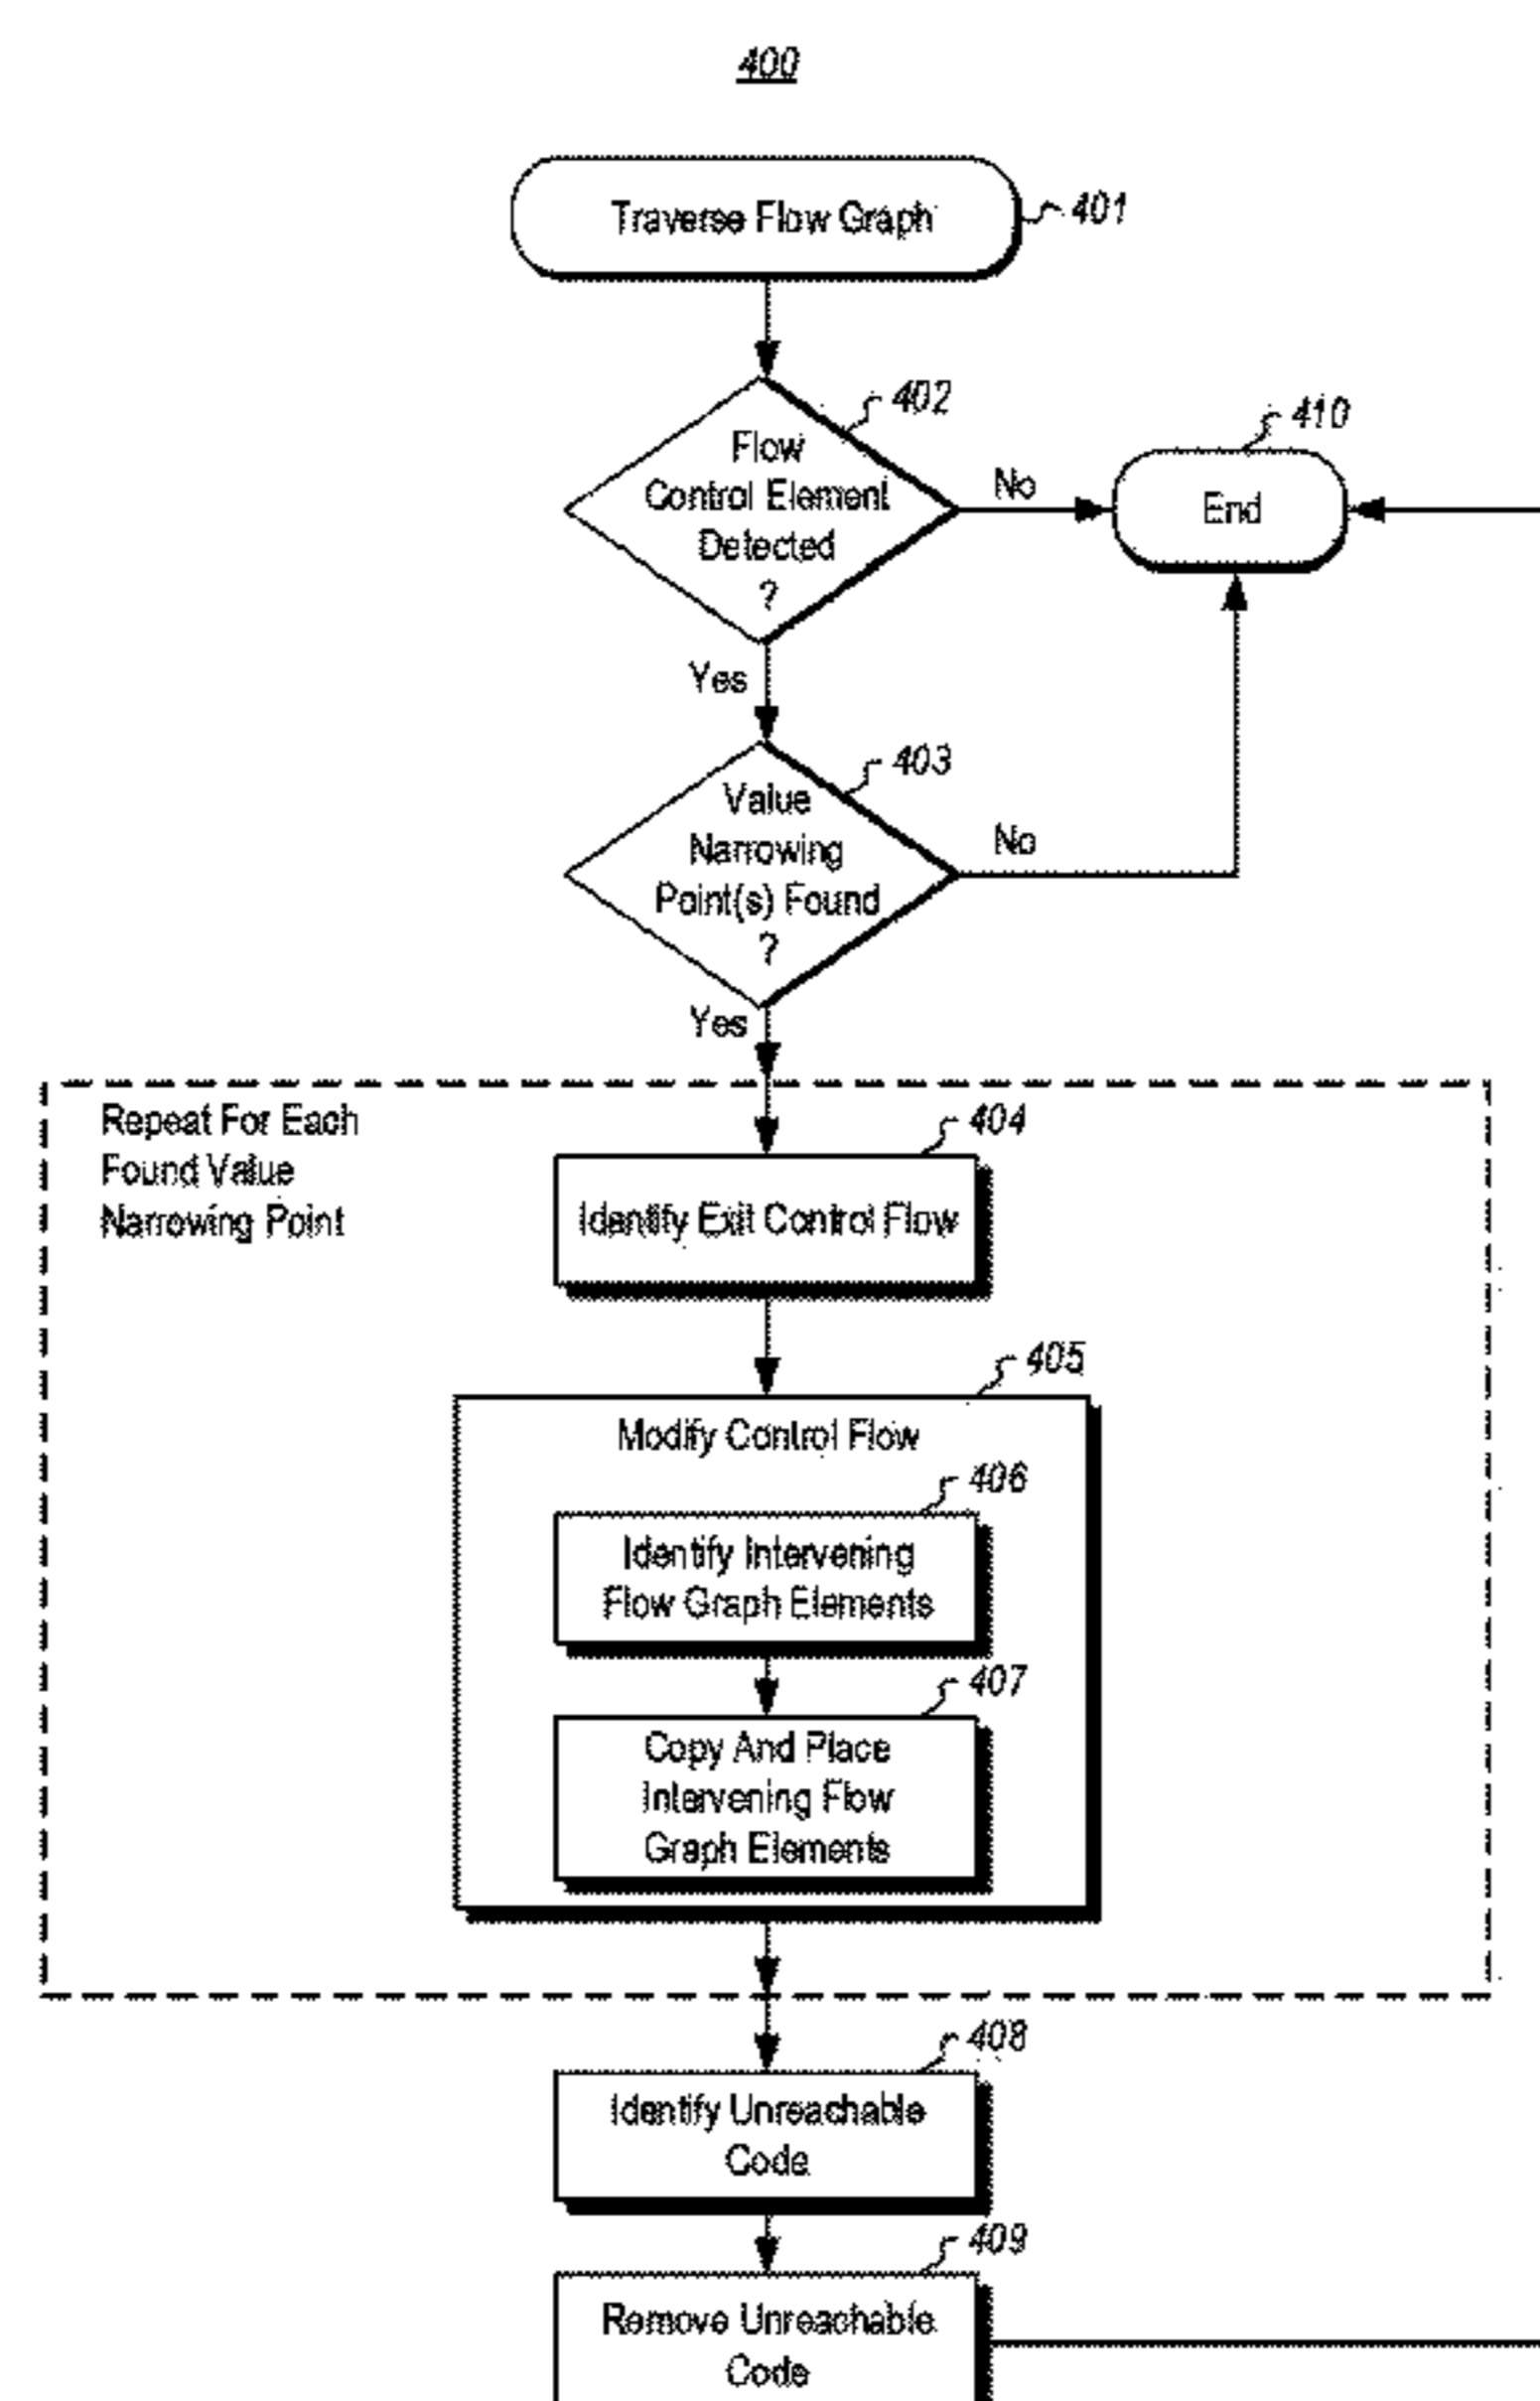 400
Traverse Flow Graph
401
402
Flow
Control Element
Detected
?
No
410
End
Yes
403
Value
Narrowing
Point(s) Found
?
No
Yes
Repeat For Each
Found Value
Narrowing Point
404
Identify Exit Control Flow
405
Modify Control Flow
406
Identify Intervening
Flow Graph Elements
407
Copy And Place
Intervening Flow
Graph Elements
408
Identify Unreachable
Code
409
Remove Unreachable
Code